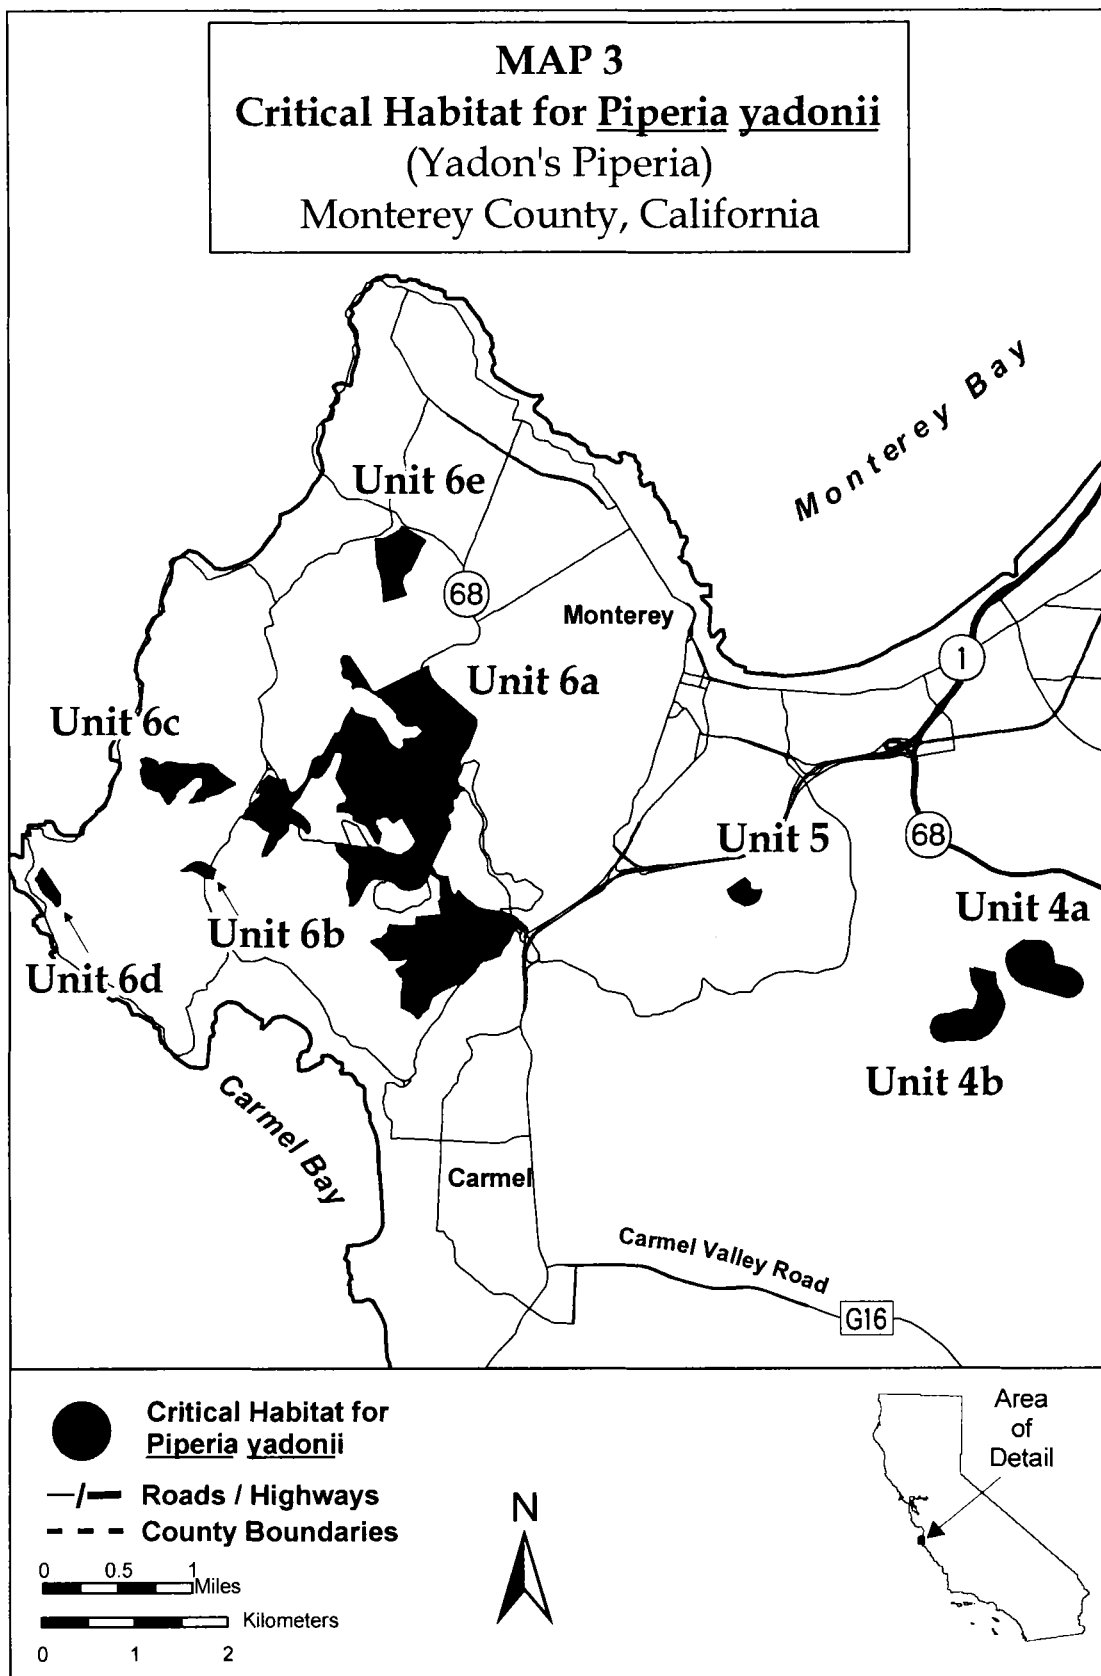 MAP 3
Critical Habitat for Piperia yadonii
(Yadon's Piperia)
Monterey County, California
Monterey Bay
Unit 6e
68
Monterey
1
Unit 6a
Unit 6c
Unit 5
68
Unit 4a
Unit 6b
Unit 6d
Unit 4b
Carmel Bay
Carmel
Carmel Valley Road
G16
Critical Habitat for
Piperia yadonii
Roads / Highways
County Boundaries
0 0.5 1
Miles
Kilometers
0 1 2
N
Area
of
Detail